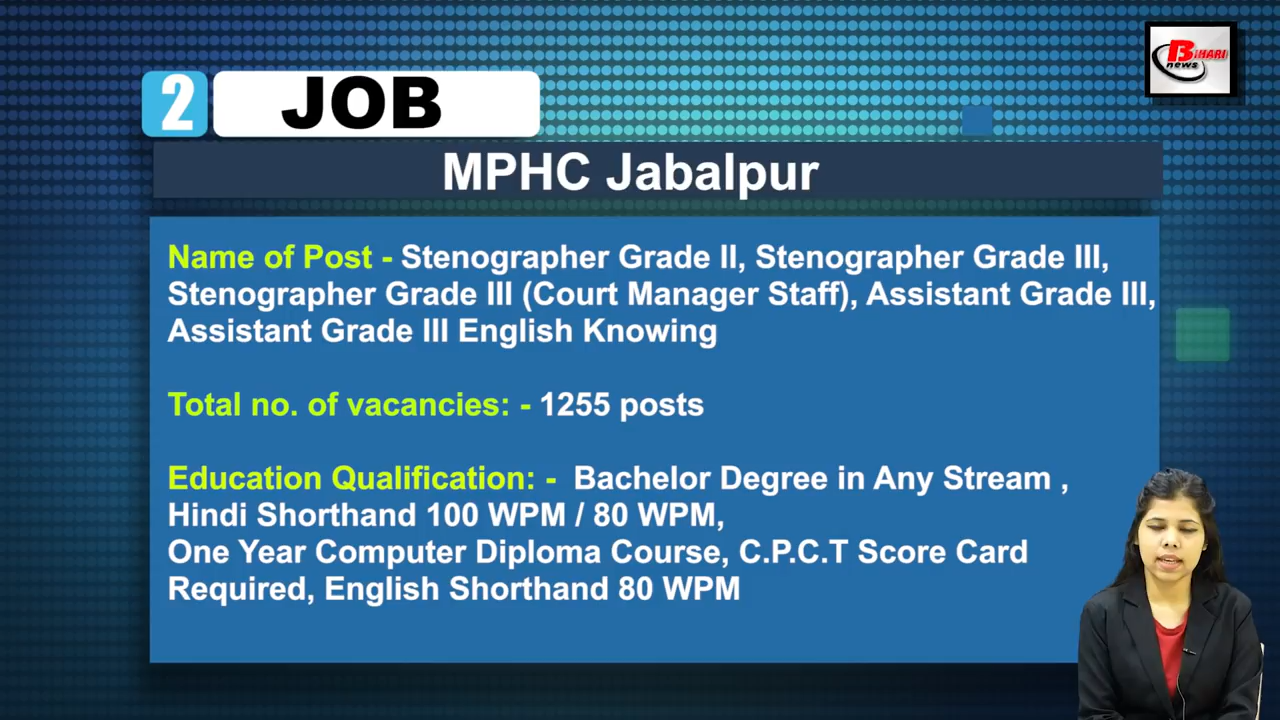 BIHARI
news
2 JOB
MPHC Jabalpur
Name of Post - Stenographer Grade II, Stenographer Grade III,
Stenographer Grade III (Court Manager Staff), Assistant Grade III,
Assistant Grade III English Knowing
Total no. of vacancies: - 1255 posts
Education Qualification: - Bachelor Degree in Any Stream ,
Hindi Shorthand 100 WPM / 80 WPM,
One Year Computer Diploma Course, C.P.C.T Score Card
Required, English Shorthand 80 WPM